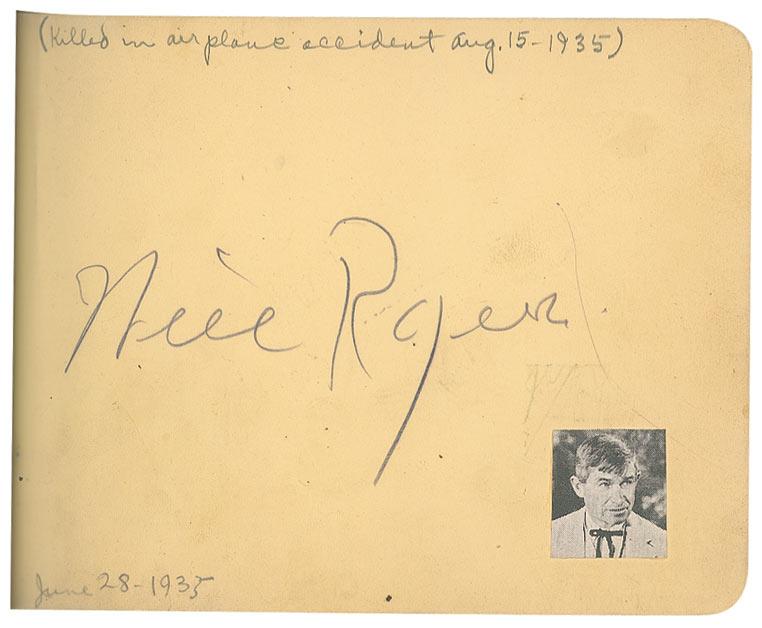 (Killed in airplane accident Aug. 15-1935)
Will Rogers
June 28-1935